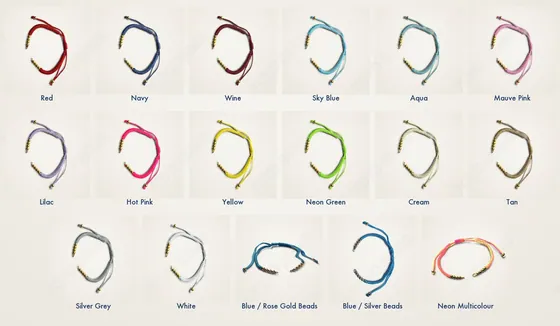 Red
Navy
Wine
Sky Blue
Aqua
Mauve Pink
Lilac
Hot Pink
Yellow
Neon Green
Cream
Tan
Silver Grey
White
Blue / Rose Gold Beads
Blue / Silver Beads
Neon Multicolour